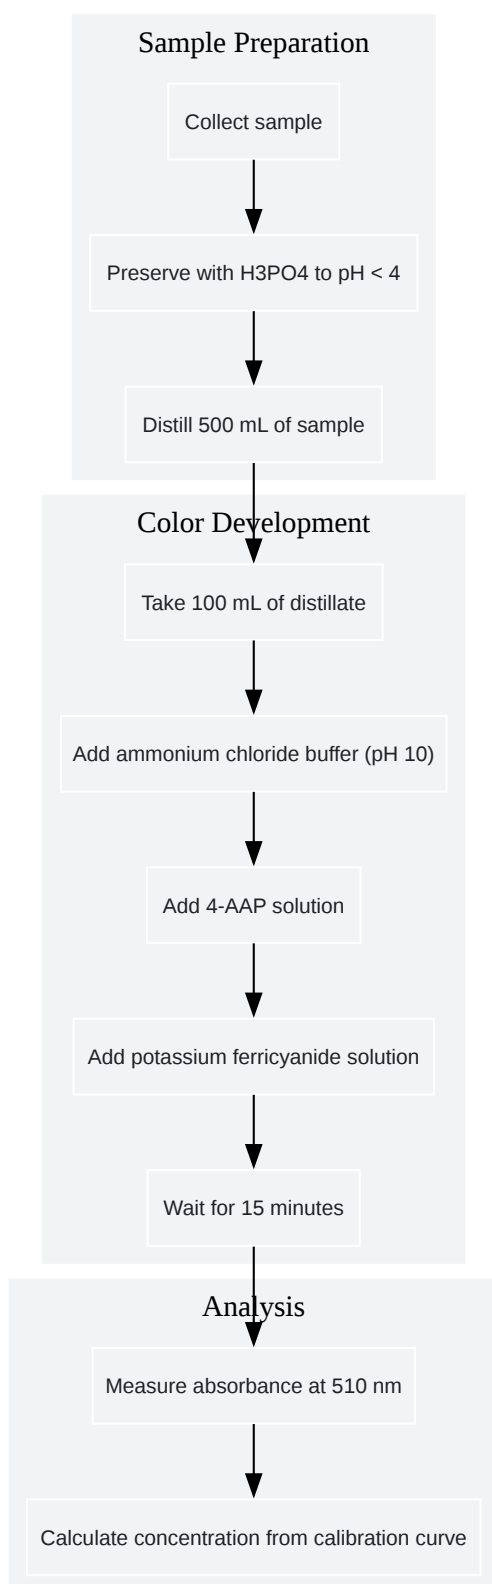 Sample Preparation
Collect sample
Preserve with H3PO4 to pH < 4
Distill 500 mL of sample
Color Development
Take 100 mL of distillate
Add ammonium chloride buffer (pH 10)
Add 4-AAP solution
Add potassium ferricyanide solution
Wait for 15 minutes
Analysis
Measure absorbance at 510 nm
Calculate concentration from calibration curve